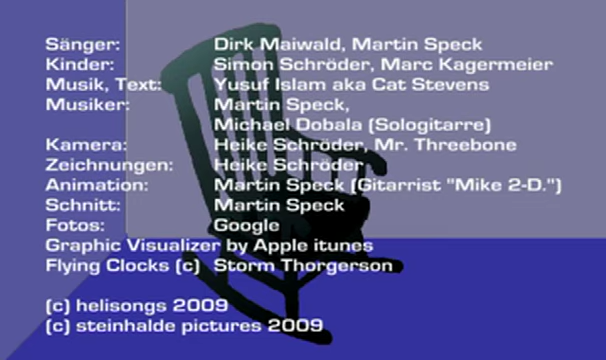 Sänger: Dirk Maiwald, Martin Speck
Kinder: Simon Schröder, Marc Kagermeier
Musik, Text: Yusuf Islam aka Cat Stevens
Musiker: Martin Speck,
Michael Dobala (Sologitarre)
Kamera: Heike Schröder, Mr. Threebone
Zeichnungen: Heike Schröder
Animation: Martin Speck (Gitarrist "Mike 2-D.")
Schnitt: Martin Speck
Fotos: Google
Graphic Visualizer by Apple itunes
Flying Clocks (c) Storm Thorgerson
(c) helisongs 2009
(c) steinhalde pictures 2009